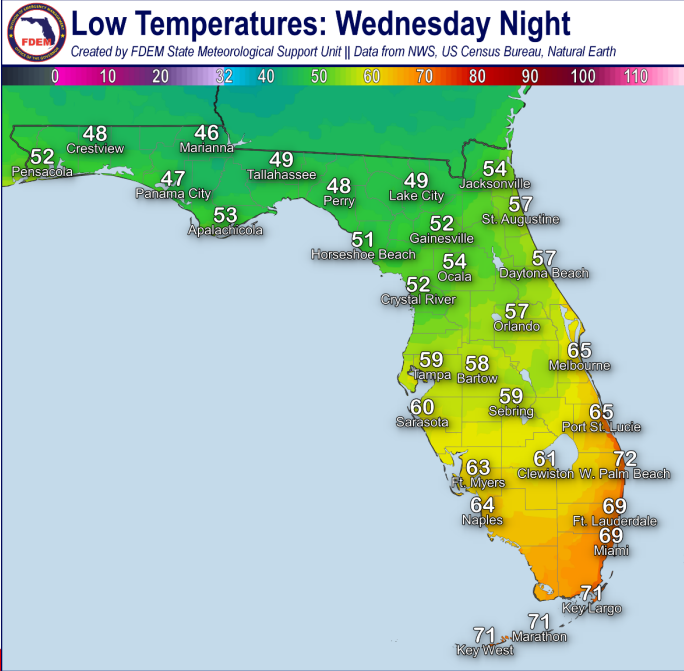 Low Temperatures: Wednesday Night
Created by FDEM State Meteorological Support Unit || Data from NWS, US Census Bureau, Natural Earth
FDEM
0 10 20 32 40 50 60 70 80 90 100 110
48
Crestview
46
Marianna
52
Pensacola
49
Tallahassee
47
Panama City
48
Perry
49
Lake City
54
Jacksonville
53
Apalachicola
57
St. Augustine
52
Gainesville
51
Horseshoe Beach
54
Ocala
57
Daytona Beach
52
Crystal River
57
Orlando
65
Melbourne
59
Tampa
58
Bartow
59
Sebring
60
Sarasota
65
Port St. Lucie
63
Ft. Myers
61
Clewiston
72
W. Palm Beach
64
Naples
69
Ft. Lauderdale
69
Miami
71
Key Largo
71
Marathon
71
Key West